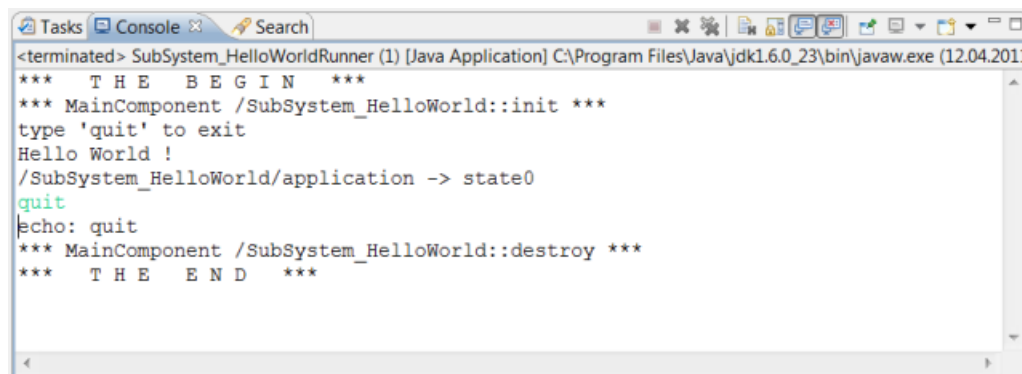 Tasks Console Search
<terminated> SubSystem_HelloWorldRunner (1) [Java Application] C:\Program Files\Java\jdk1.6.0_23\bin\javaw.exe (12.04.2011
***   T H E   B E G I N   ***
*** MainComponent /SubSystem_HelloWorld::init ***
type 'quit' to exit
Hello World !
/SubSystem_HelloWorld/application -> state0
quit
echo: quit
*** MainComponent /SubSystem_HelloWorld::destroy ***
***   T H E   E N D   ***